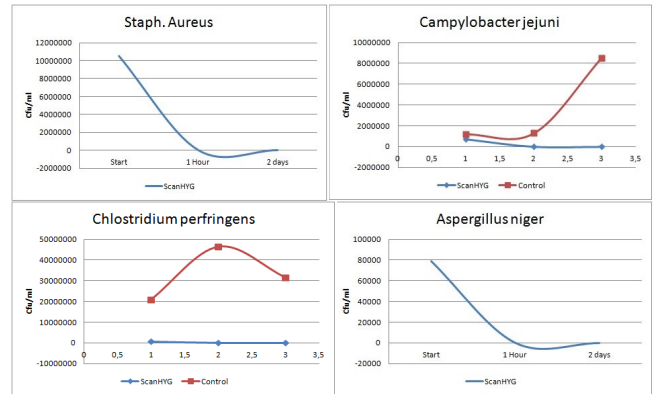 Staph. Aureus
12000000
10000000
8000000
6000000
4000000
2000000
0
-2000000
Cfu/ml
Start 1 Hour 2 days
ScanHYG
Campylobacter jejuni
10000000
8000000
6000000
4000000
2000000
0
-2000000
Cfu/ml
0 0,5 1 1,5 2 2,5 3 3,5
ScanHYG Control
Chlostridium perfringens
50000000
40000000
30000000
20000000
10000000
0
-10000000
Cfu/ml
0 0,5 1 1,5 2 2,5 3 3,5
ScanHYG Control
Aspergillus niger
100000
80000
60000
40000
20000
0
-20000
Cfu/ml
Start 1 Hour 2 days
ScanHYG